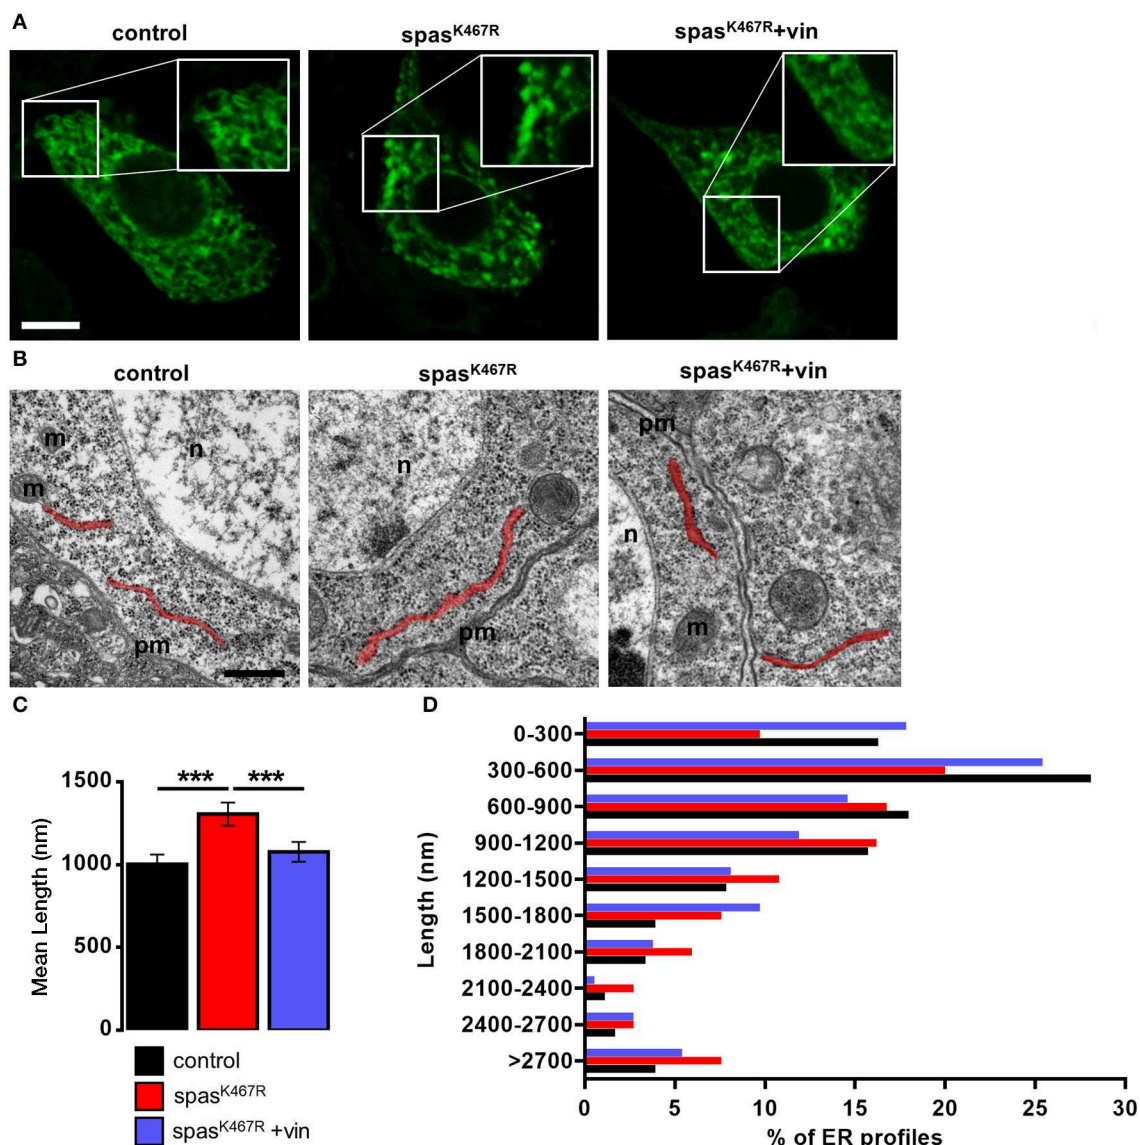 A
control
spasK467R
spasK467R+vin
B
control
spasK467R
spasK467R+vin
m
m
n
pm
n
pm
pm
n
m
C
Mean Length (nm)
1500
1000
500
0
***
***
control
spasK467R
spasK467R +vin
D
Length (nm)
0-300
300-600
600-900
900-1200
1200-1500
1500-1800
1800-2100
2100-2400
2400-2700
>2700
0 5 10 15 20 25 30
% of ER profiles